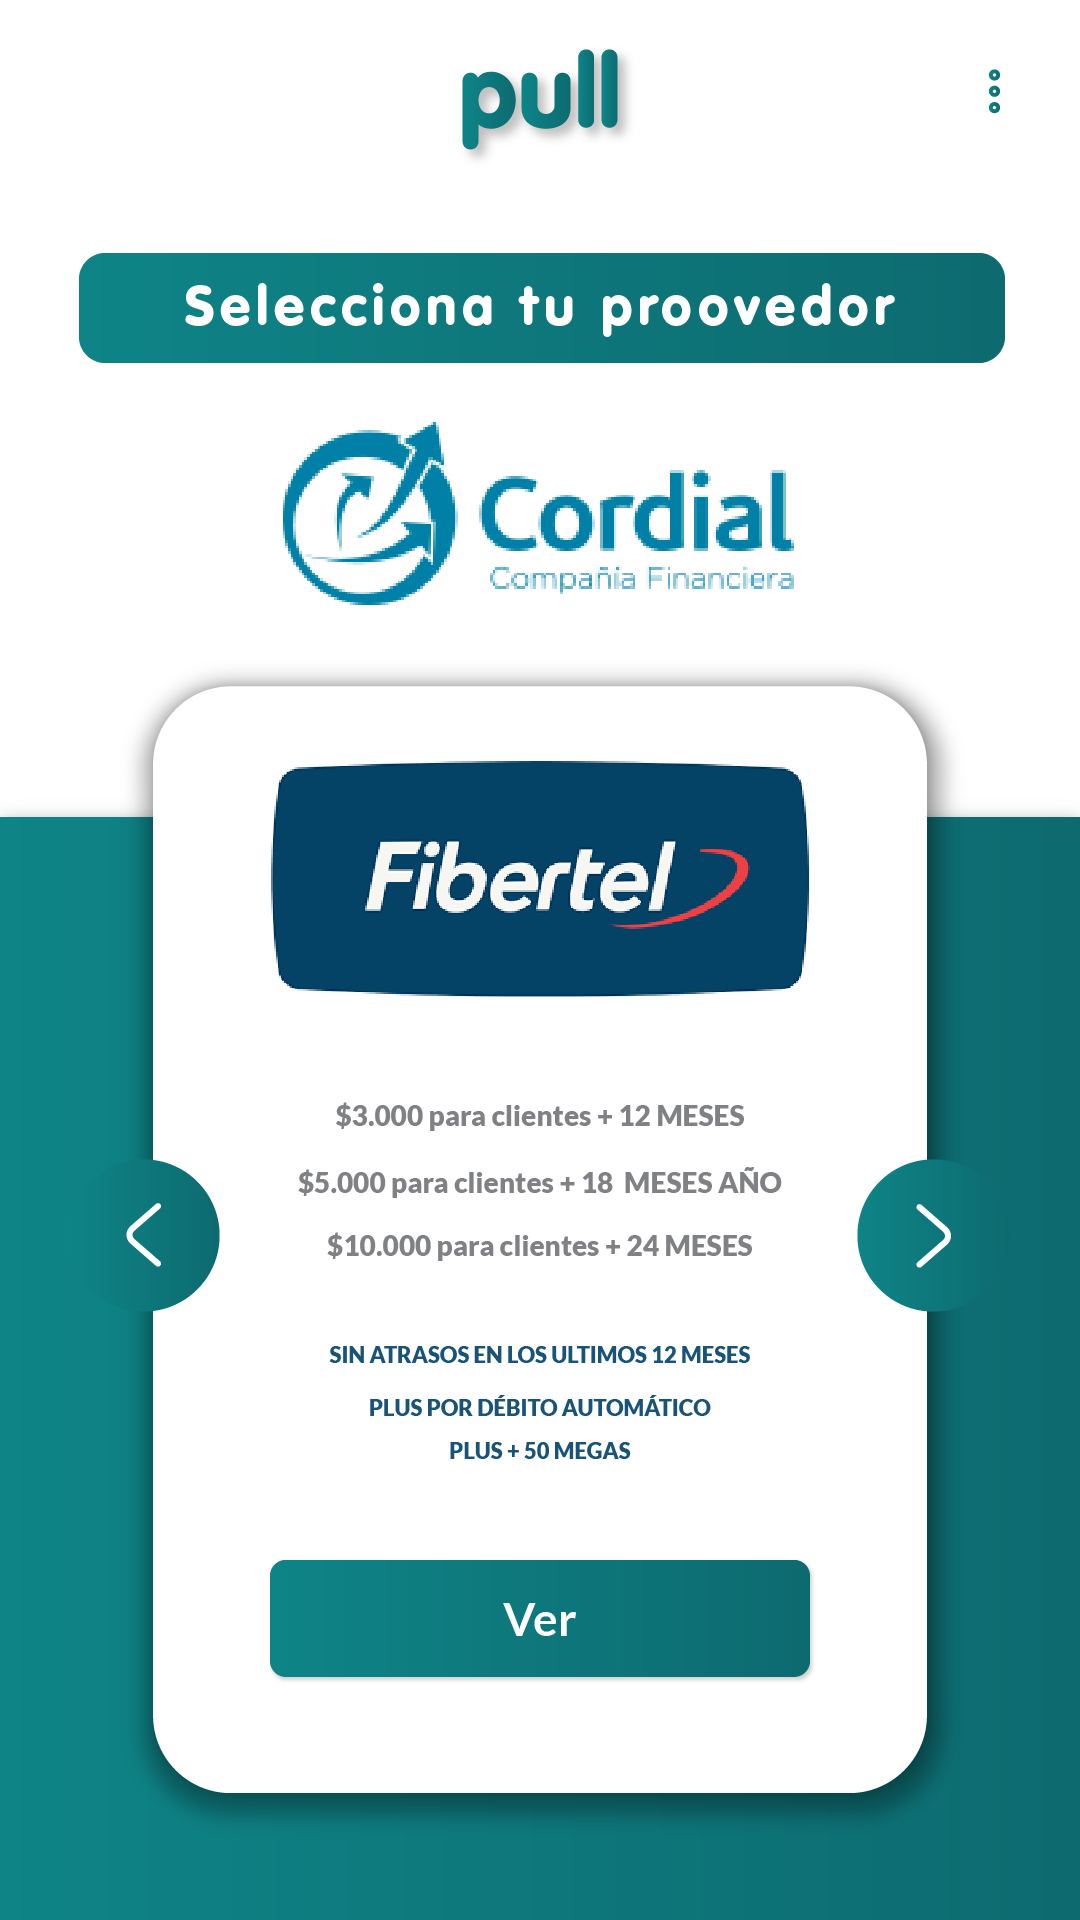 pull
Selecciona tu proovedor
Cordial
Compañía Financiera
Fibertel
$3.000 para clientes + 12 MESES
$5.000 para clientes + 18 MESES AÑO
$10.000 para clientes + 24 MESES
SIN ATRASOS EN LOS ULTIMOS 12 MESES
PLUS POR DÉBITO AUTOMÁTICO
PLUS + 50 MEGAS
Ver